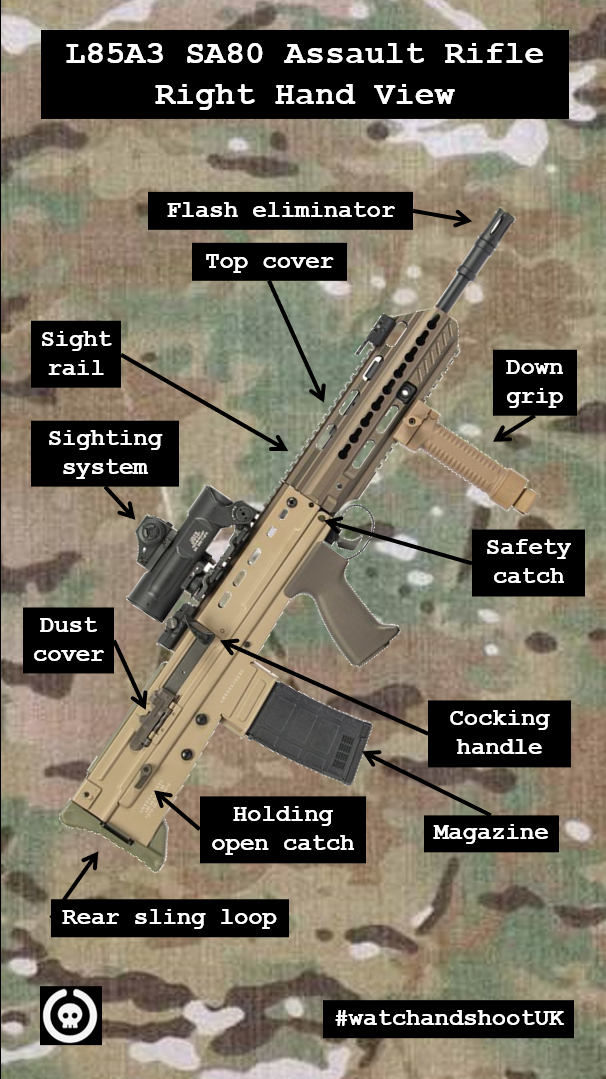 L85A3 SA80 Assault Rifle
Right Hand View
Flash eliminator
Top cover
Sight
rail
Down
grip
Sighting
system
Safety
catch
Dust
cover
Cocking
handle
Holding
open catch
Magazine
Rear sling loop
#watchandshootUK